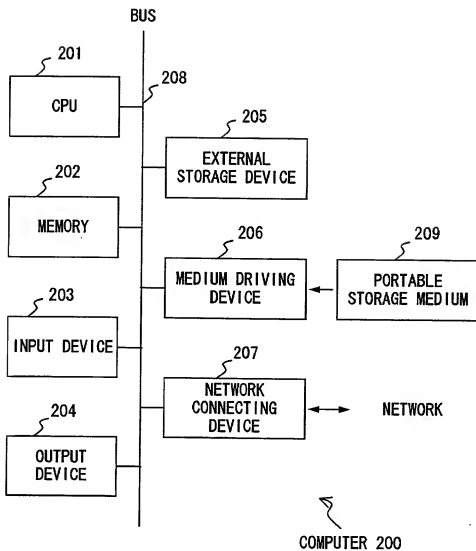 BUS
201
CPU
208
205
EXTERNAL
STORAGE DEVICE
202
MEMORY
206
MEDIUM DRIVING
DEVICE
209
PORTABLE
STORAGE MEDIUM
203
INPUT DEVICE
207
NETWORK
CONNECTING
DEVICE
NETWORK
204
OUTPUT
DEVICE
COMPUTER 200